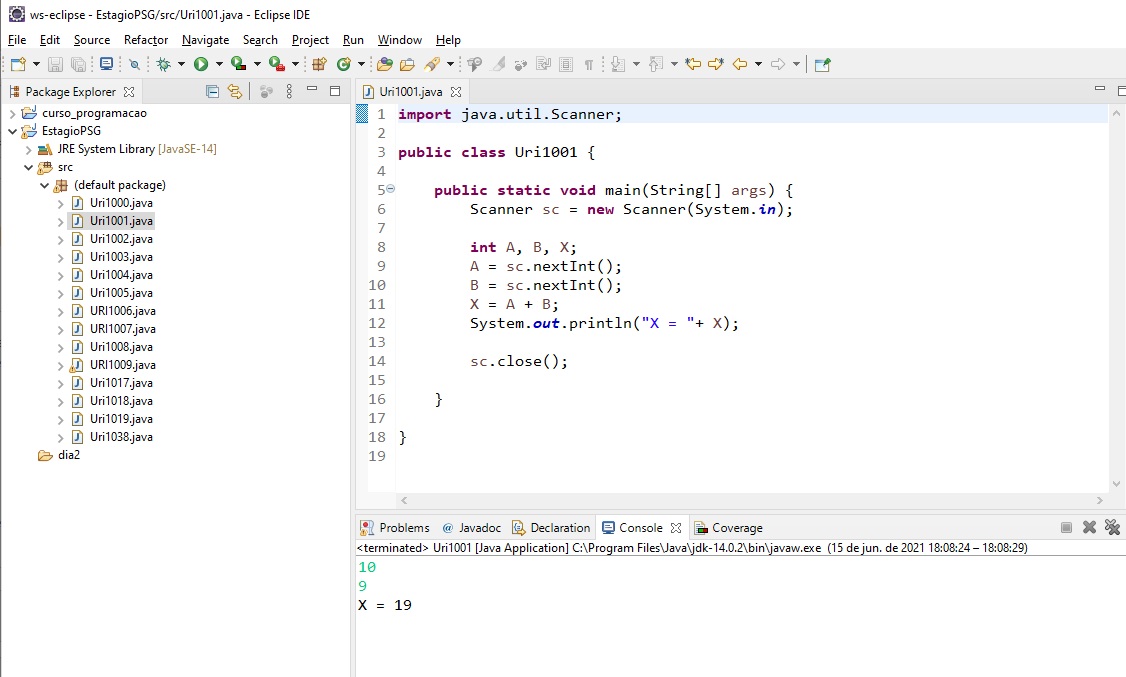 ws-eclipse - EstagioPSG/src/Uri1001.java - Eclipse IDE
File Edit Source Refactor Navigate Search Project Run Window Help
Package Explorer
curso_programacao
EstagioPSG
JRE System Library [JavaSE-14]
src
(default package)
Uri1000.java
Uri1001.java
Uri1002.java
Uri1003.java
Uri1004.java
Uri1005.java
URI1006.java
URI1007.java
Uri1008.java
URI1009.java
Uri1017.java
Uri1018.java
Uri1019.java
Uri1038.java
dia2
Uri1001.java
1 import java.util.Scanner;
2
3 public class Uri1001 {
4
5 public static void main(String[] args) {
6 Scanner sc = new Scanner(System.in);
7
8 int A, B, X;
9 A = sc.nextInt();
10 B = sc.nextInt();
11 X = A + B;
12 System.out.println("X = "+ X);
13
14 sc.close();
15
16 }
17
18 }
19
Problems @ Javadoc Declaration Console Coverage
<terminated> Uri1001 [Java Application] C:\Program Files\Java\jdk-14.0.2\bin\javaw.exe (15 de jun. de 2021 18:08:24 – 18:08:29)
10
9
X = 19